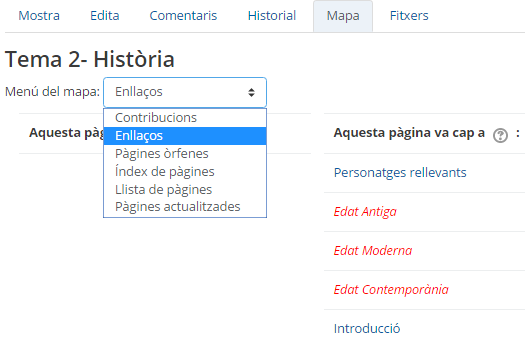 Mostra Edita Comentaris Historial Mapa Fitxers
Tema 2- Història
Menú del mapa: Enllaços
Contribucions
Enllaços
Pàgines òrfenes
Índex de pàgines
Llista de pàgines
Pàgines actualitzades
Aquesta
Aquesta pàgina va cap a ? :
Personatges rellevants
Edat Antiga
Edat Moderna
Edat Contemporània
Introducció